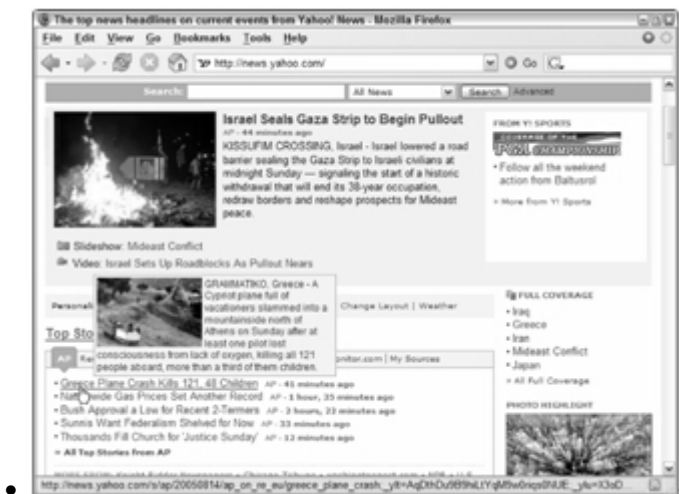 The top news headlines on current events from Yahoo! News - Mozilla Firefox
File Edit View Go Bookmarks Tools Help
http://news.yahoo.com/ Go
Search: All News Search Advanced
Israel Seals Gaza Strip to Begin Pullout
AP - 44 minutes ago
KISSUFIM CROSSING, Israel - Israel lowered a road
barrier sealing the Gaza Strip to Israeli civilians at
midnight Sunday — signaling the start of a historic
withdrawal that will end its 38-year occupation,
redraw borders and reshape prospects for Mideast
peace.
Slideshow: Mideast Conflict
Video: Israel Sets Up Roadblocks As Pullout Nears
FROM Y! SPORTS
COVERAGE OF THE
PGA CHAMPIONSHIP
• Follow all the weekend
action from Baltusrol
» More from Y! Sports
GRAMMATIKO, Greece - A
Cypriot plane full of
vacationers slammed into a
mountainside north of
Athens on Sunday after at
least one pilot lost
consciousness from lack of oxygen, killing all 121
people aboard, more than a third of them children.
Change Layout | Weather
Top Sto
AP
My Sources
• Greece Plane Crash Kills 121, 48 Children AP - 41 minutes ago
• Nationwide Gas Prices Set Another Record AP - 1 hour, 35 minutes ago
• Bush Approval a Low for Recent 2-Termers AP - 2 hours, 22 minutes ago
• Sunnis Want Federalism Shelved for Now AP - 33 minutes ago
• Thousands Fill Church for 'Justice Sunday' AP - 12 minutes ago
» All Top Stories from AP
FULL COVERAGE
• Iraq
• Greece
• Iran
• Mideast Conflict
• Japan
» All Full Coverage
PHOTO HIGHLIGHT